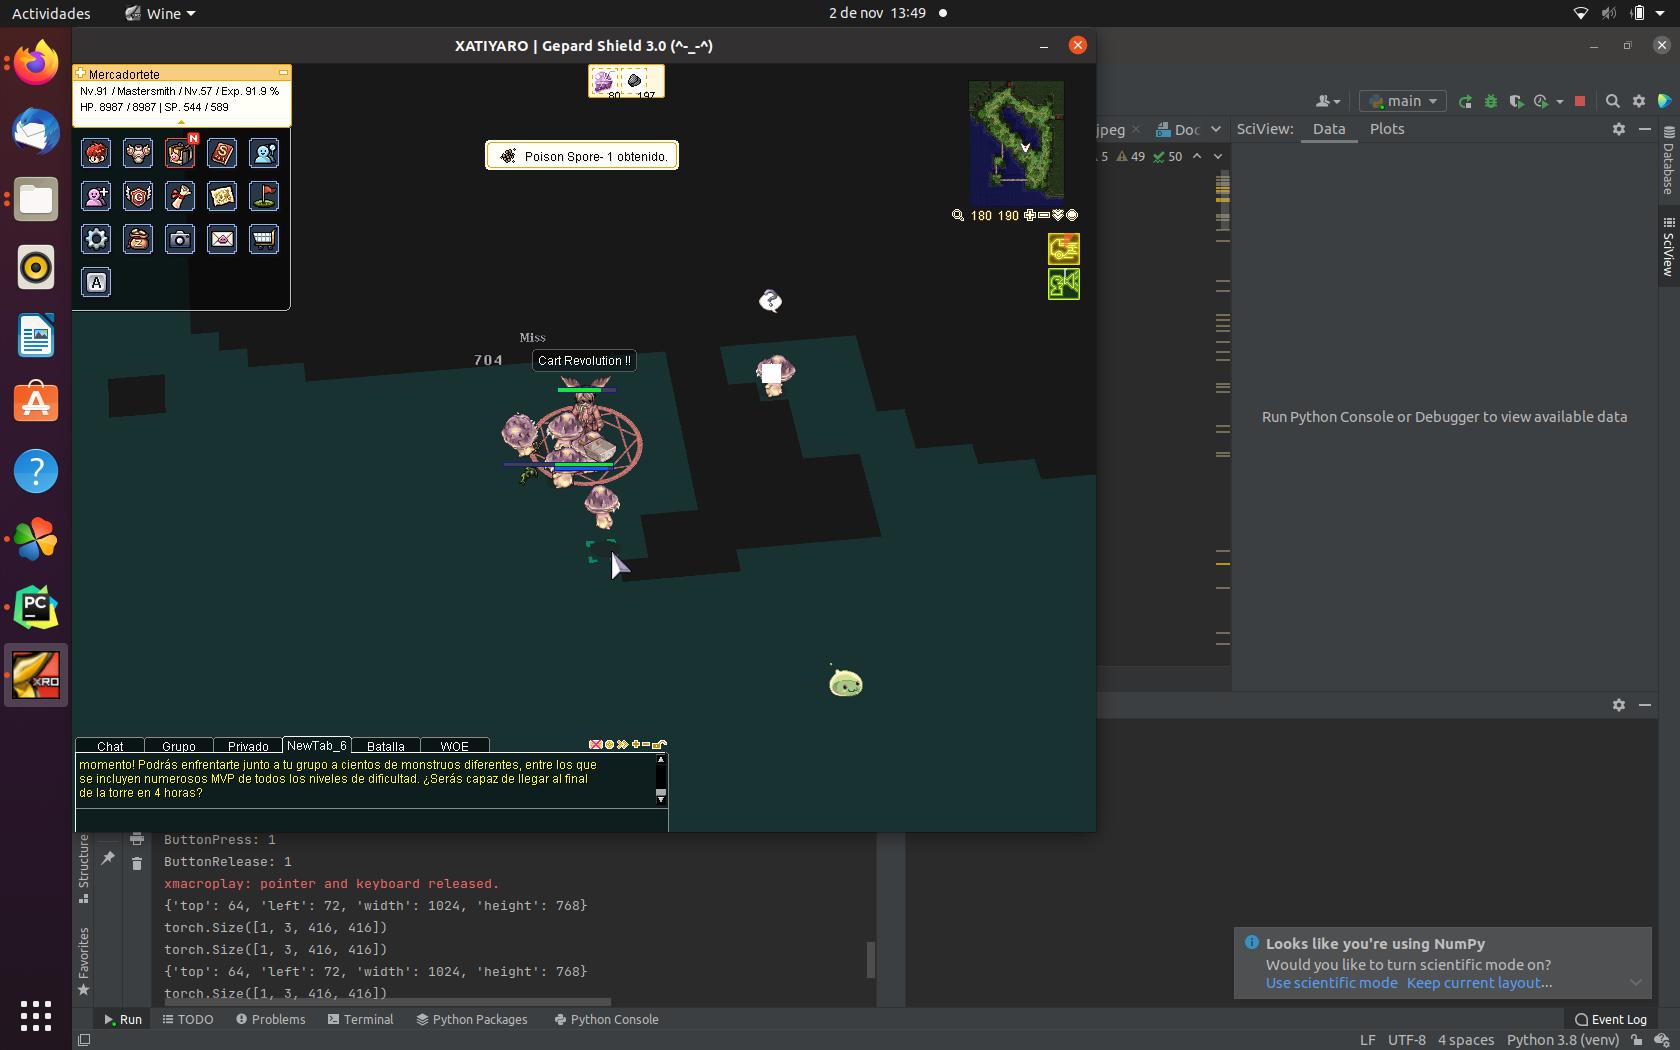 Actividades
Wine
2 de nov 13:49
XATIYARO | Gepard Shield 3.0 (^-_-^)
Mercadortete
Nv.91 / Mastersmith / Nv.57 / Exp. 91.9 %
HP. 8987 / 8987 | SP. 544 / 589
N
A
80 197
Poison Spore- 1 obtenido.
180 190
Miss
704
Cart Revolution !!
?
Chat
Grupo
Privado
NewTab_6
Batalla
WOE
momento! Podrás enfrentarte junto a tu grupo a cientos de monstruos diferentes, entre los que
se incluyen numerosos MVP de todos los niveles de dificultad. ¿Serás capaz de llegar al final
de la torre en 4 horas?
main
jpeg
Doc
SciView:
Data
Plots
5 49 50
Database
SciView
Run Python Console or Debugger to view available data
PC
XRO
Structure
Favorites
ButtonPress: 1
ButtonRelease: 1
xmacroplay: pointer and keyboard released.
{'top': 64, 'left': 72, 'width': 1024, 'height': 768}
torch.Size([1, 3, 416, 416])
torch.Size([1, 3, 416, 416])
{'top': 64, 'left': 72, 'width': 1024, 'height': 768}
torch.Size([1, 3, 416, 416])
Looks like you're using NumPy
Would you like to turn scientific mode on?
Use scientific mode Keep current layout...
Run
TODO
Problems
Terminal
Python Packages
Python Console
Event Log
LF UTF-8 4 spaces Python 3.8 (venv)